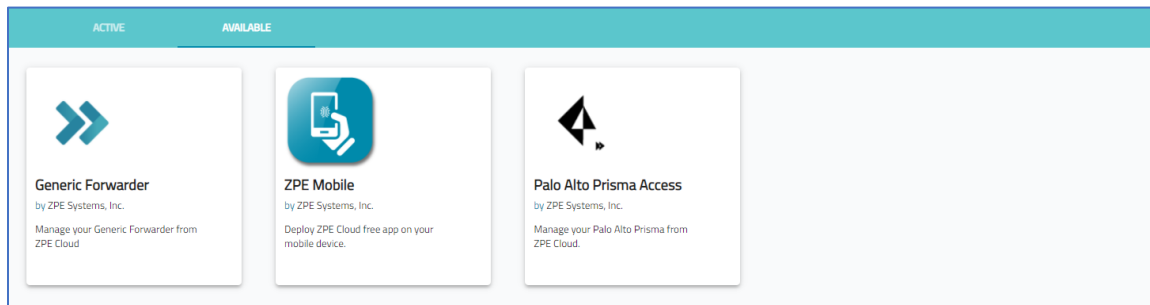 ACTIVE
AVAILABLE
Generic Forwarder
by ZPE Systems, Inc.
Manage your Generic Forwarder from
ZPE Cloud
ZPE Mobile
by ZPE Systems, Inc.
Deploy ZPE Cloud free app on your
mobile device.
Palo Alto Prisma Access
by ZPE Systems, Inc.
Manage your Palo Alto Prisma from
ZPE Cloud.